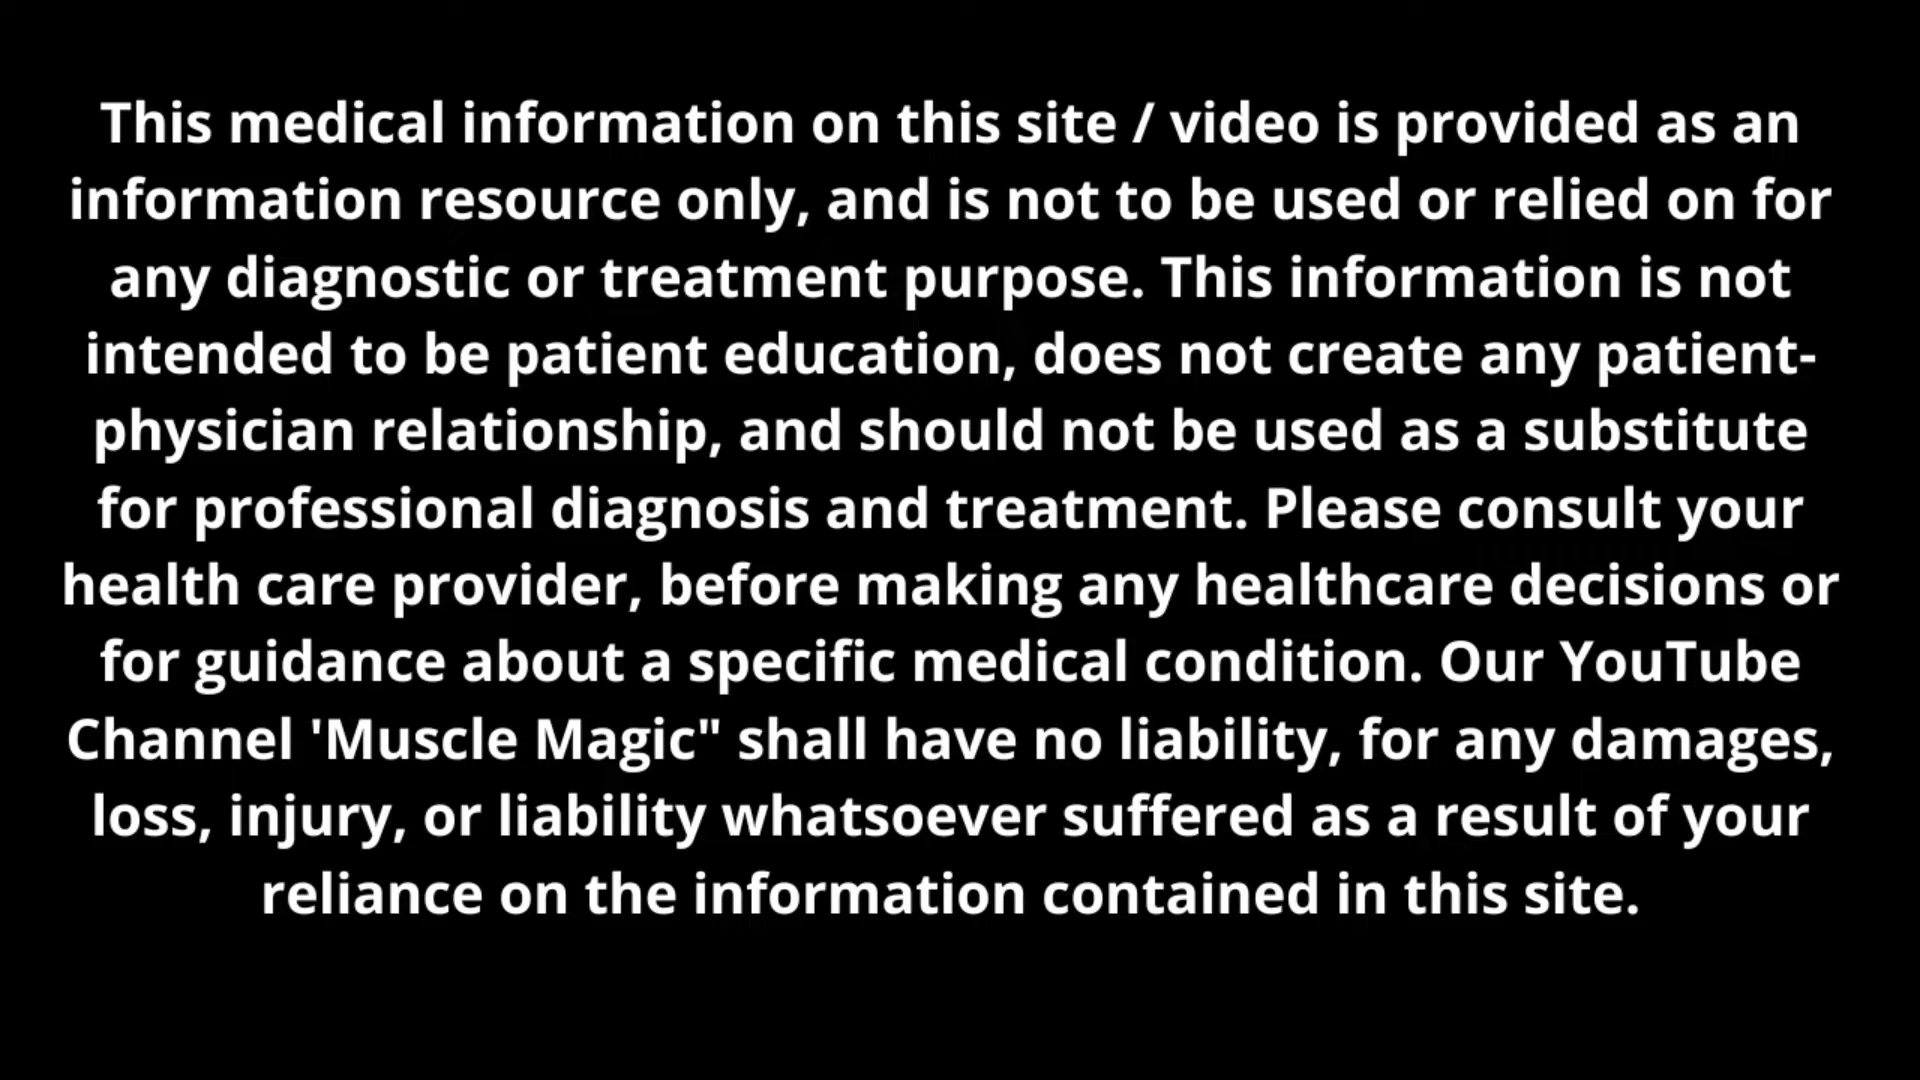 This medical information on this site / video is provided as an
information resource only, and is not to be used or relied on for
any diagnostic or treatment purpose. This information is not
intended to be patient education, does not create any patient-
physician relationship, and should not be used as a substitute
for professional diagnosis and treatment. Please consult your
health care provider, before making any healthcare decisions or
for guidance about a specific medical condition. Our YouTube
Channel 'Muscle Magic" shall have no liability, for any damages,
loss, injury, or liability whatsoever suffered as a result of your
reliance on the information contained in this site.